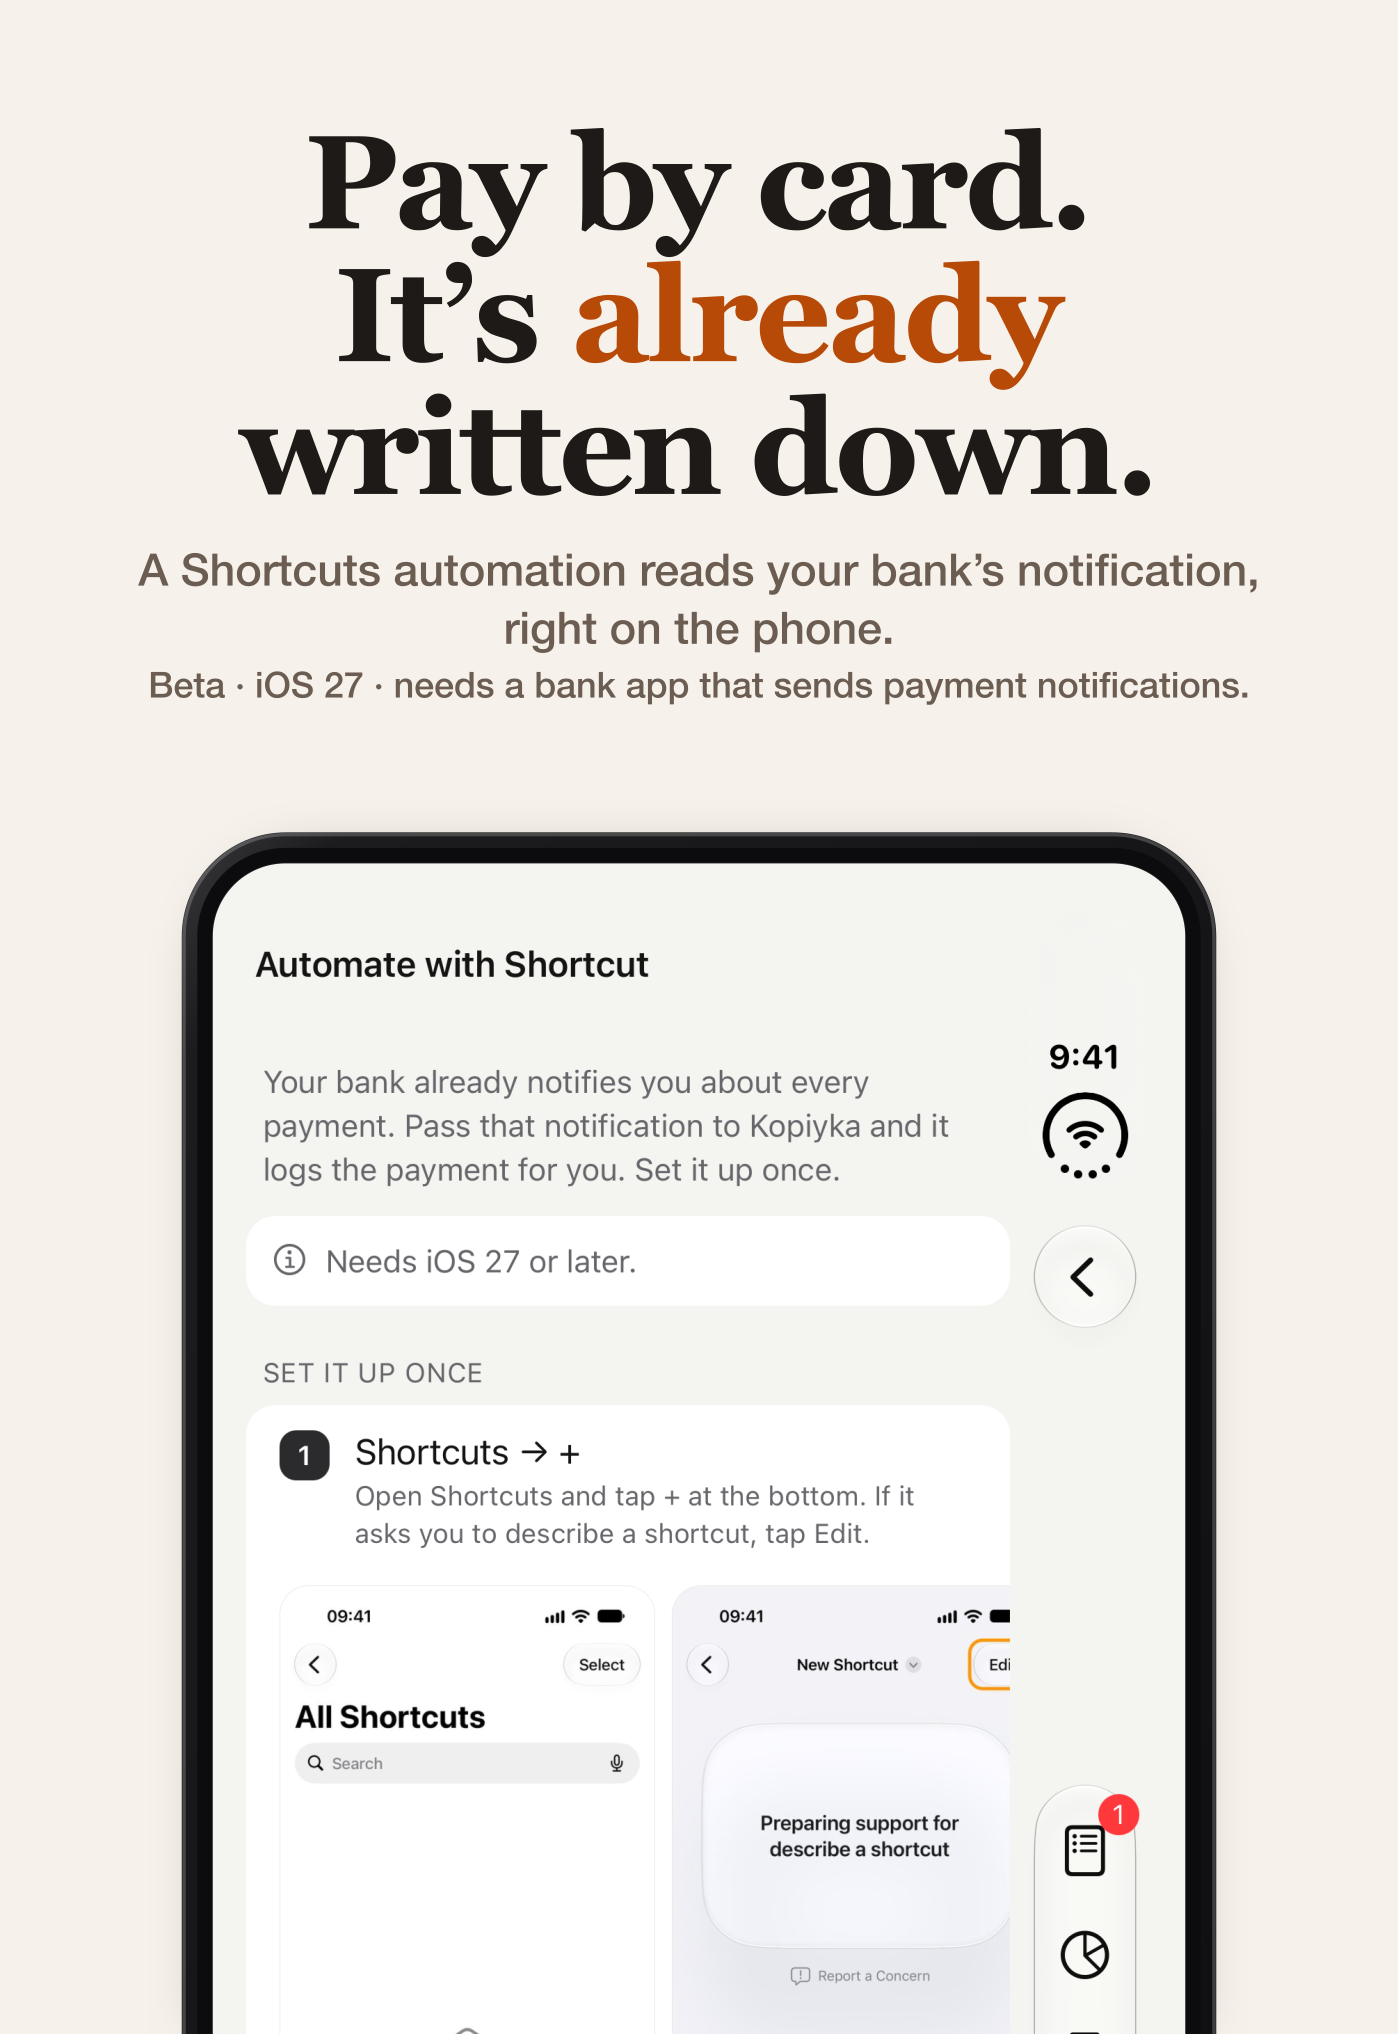 Pay by card.
It’s already
written down.
A Shortcuts automation reads your bank’s notification,
right on the phone.
Beta · iOS 27 · needs a bank app that sends payment notifications.
Automate with Shortcut
9:41
Your bank already notifies you about every
payment. Pass that notification to Kopiyka and it
logs the payment for you. Set it up once.
Needs iOS 27 or later.
SET IT UP ONCE
1
Shortcuts → +
Open Shortcuts and tap + at the bottom. If it
asks you to describe a shortcut, tap Edit.
09:41
Select
All Shortcuts
Search
09:41
New Shortcut
Edi
Preparing support for
describe a shortcut
Report a Concern
1